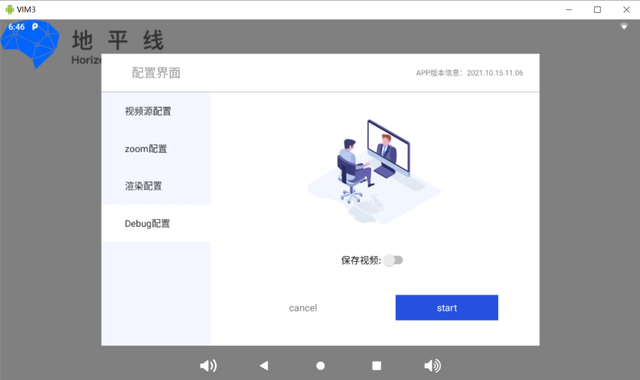 VIM3
6:46
地平线
Horiz
配置界面
APP版本信息：2021.10.15.11.06
视频源配置
zoom配置
渲染配置
Debug配置
保存视频:
cancel
start